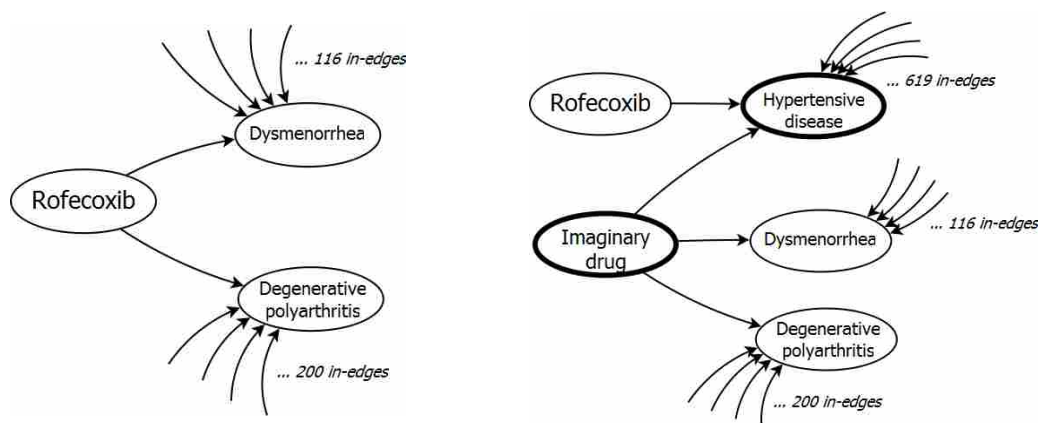 ... 116 in-edges
Dysmenorrhea
Rofecoxib
Degenerative
polyarthritis
... 200 in-edges
... 619 in-edges
Rofecoxib
Hypertensive
disease
Imaginary
drug
Dysmenorrhea
... 116 in-edges
Degenerative
polyarthritis
... 200 in-edges